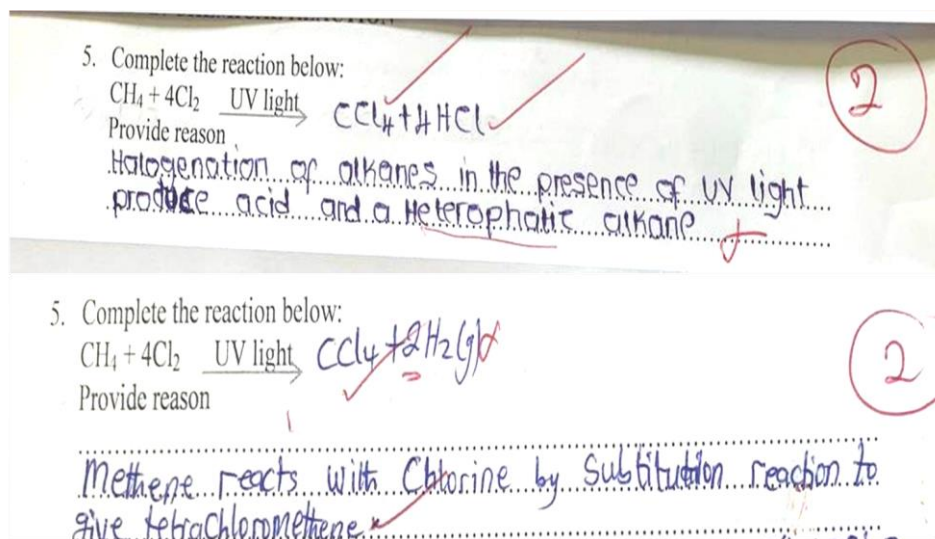 5. Complete the reaction below:
CH₄ + 4Cl₂ UV light CCl₄ + 4HCl
Provide reason
Halogenation of alkanes in the presence of UV light
produce acid and a Heterophatic alkane
2
5. Complete the reaction below:
CH₄ + 4Cl₂ UV light CCl₄ + 2H₂(g)
Provide reason
2
Methene reacts with Chlorine by Substitution reaction to
give tetrachloromethene